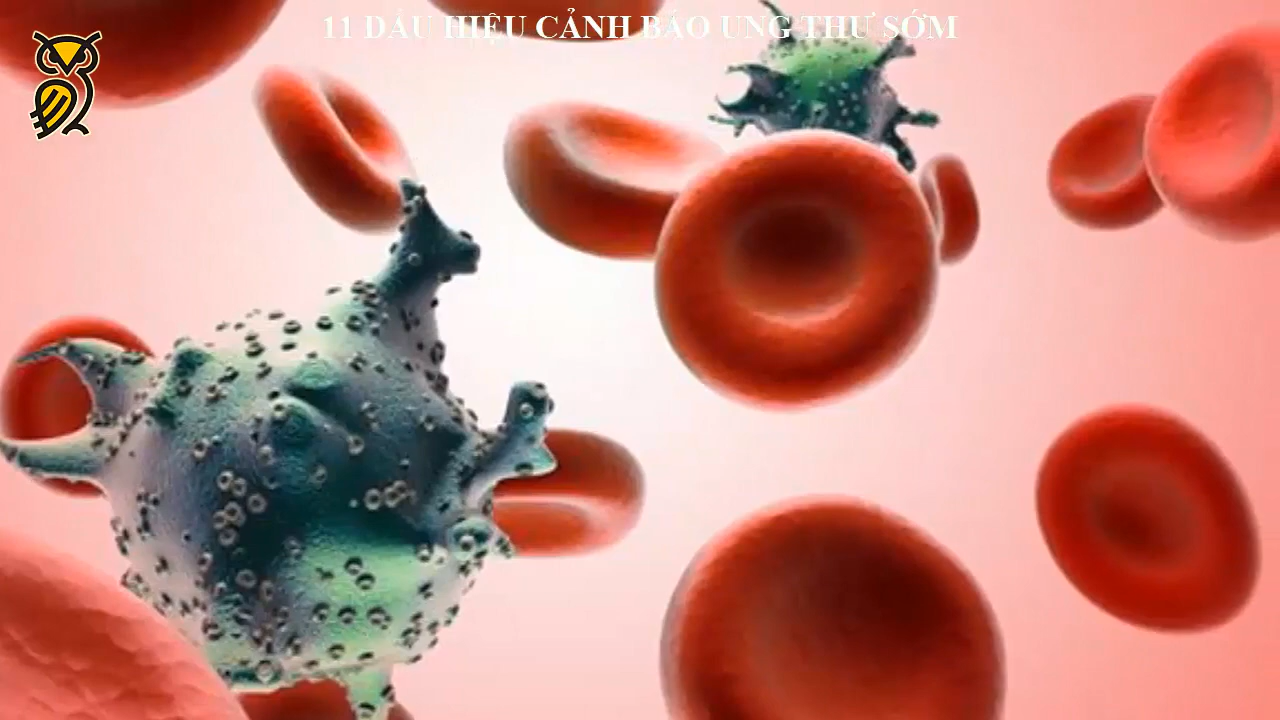 11 DẤU HIỆU CẢNH BÁO UNG THƯ SỚM